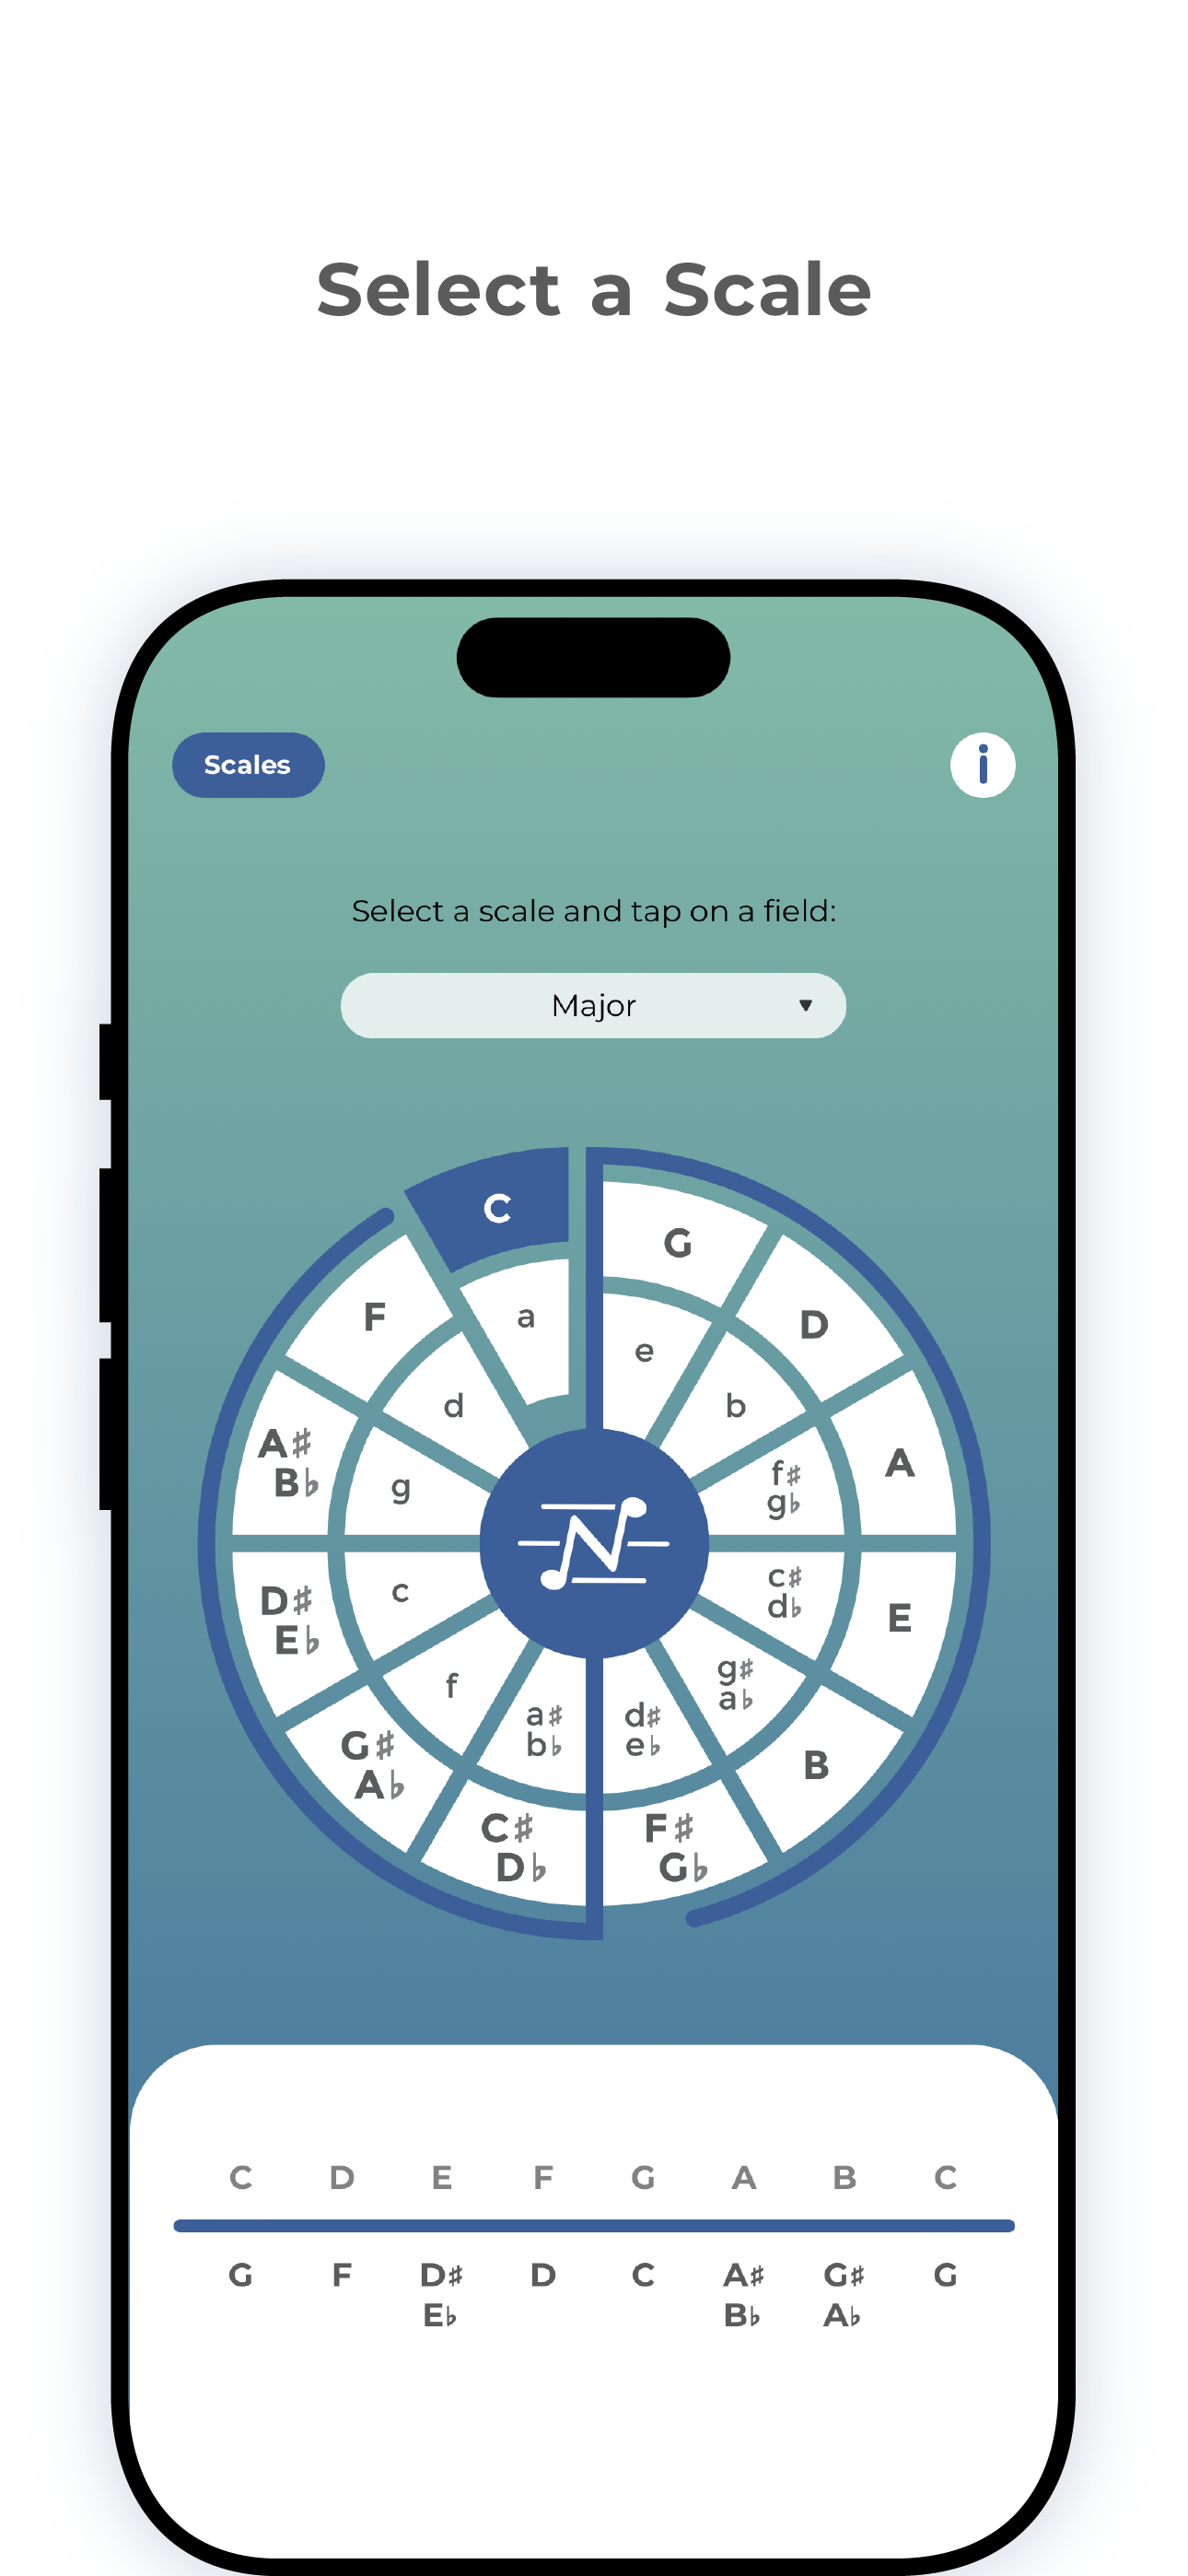 Select a Scale
Scales
i
Select a scale and tap on a field:
Major ▼
C
G
F
a
D
e
d
b
A♯
B♭
A
g
f♯
g♭
D♯
E♭
c
c♯
d♭
E
f
g♯
a♭
G♯
A♭
a♯
b♭
d♯
e♭
B
C♯
D♭
F♯
G♭
C D E F G A B C
G F D♯ D C A♯ G♯ G
E♭ B♭ A♭